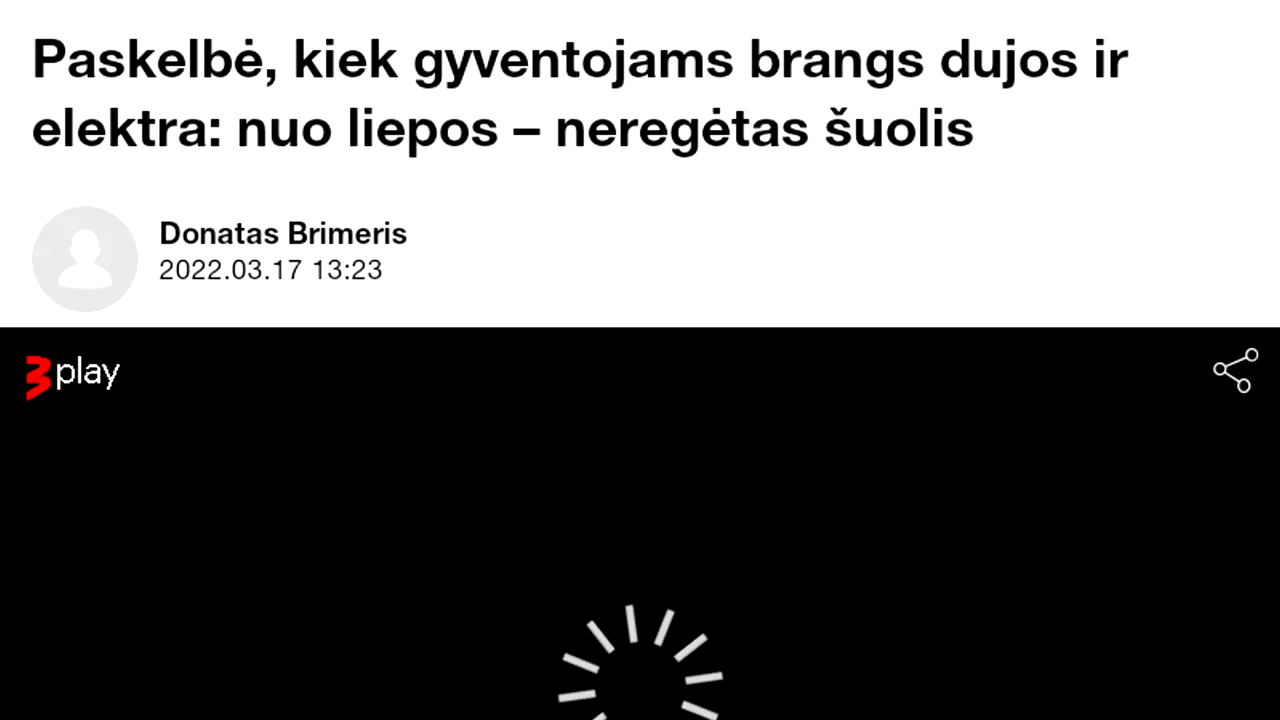 Paskelbė, kiek gyventojams brangs dujos ir
elektra: nuo liepos – neregėtas šuolis
Donatas Brimeris
2022.03.17 13:23
3play